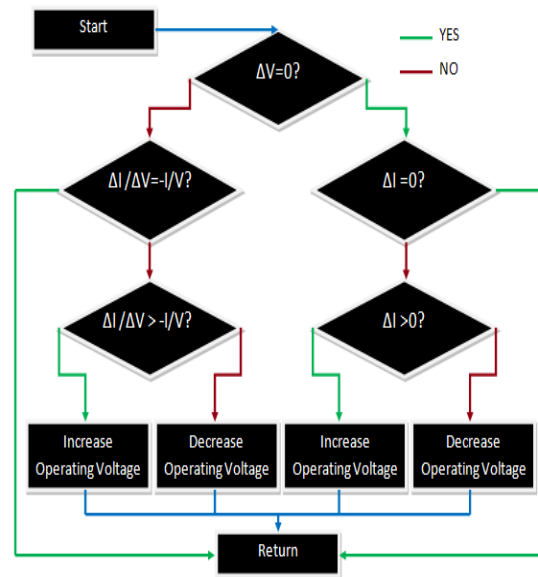 Start
YES
NO
ΔV=0?
ΔI/ΔV=-I/V?
ΔI =0?
ΔI/ΔV > -I/V?
ΔI >0?
Increase
Operating Voltage
Decrease
Operating Voltage
Increase
Operating Voltage
Decrease
Operating Voltage
Return